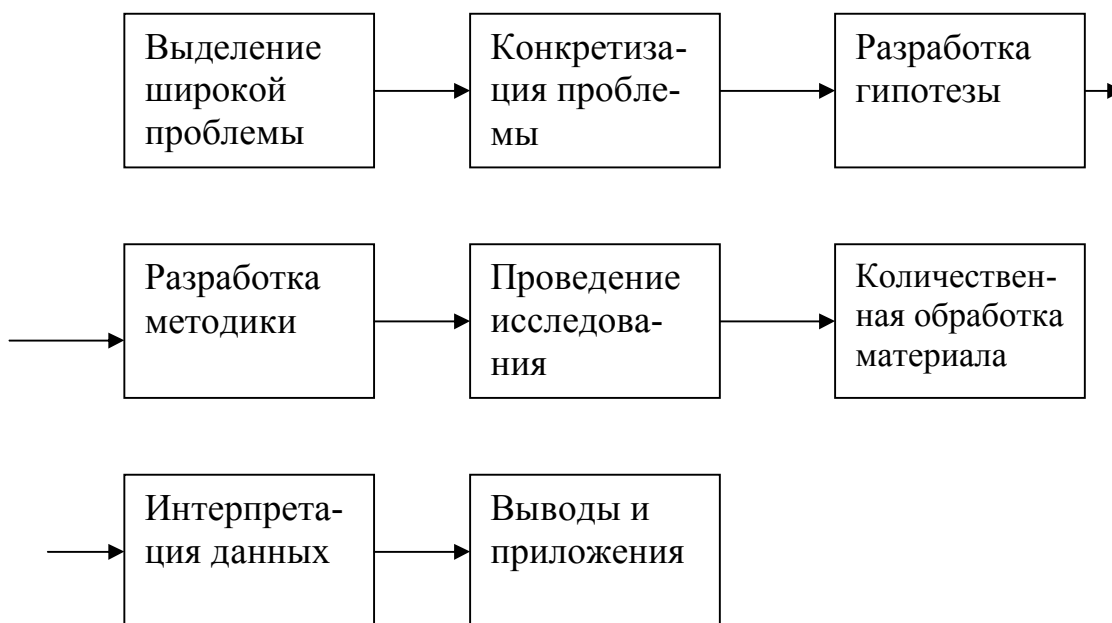 Выделение
широкой
проблемы
Конкретиза-
ция пробле-
мы
Разработка
гипотезы
Разработка
методики
Проведение
исследова-
ния
Количествен-
ная обработка
материала
Интерпрета-
ция данных
Выводы и
приложения